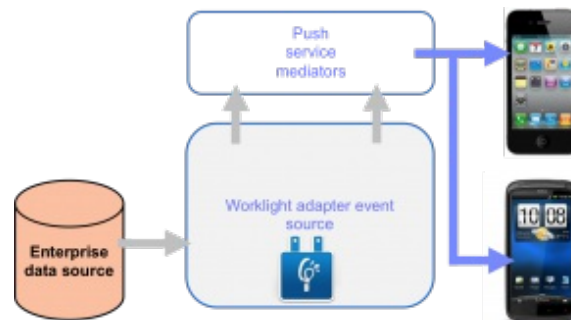 Push
service
mediators
Worklight adapter event
source
Enterprise
data source
10 08